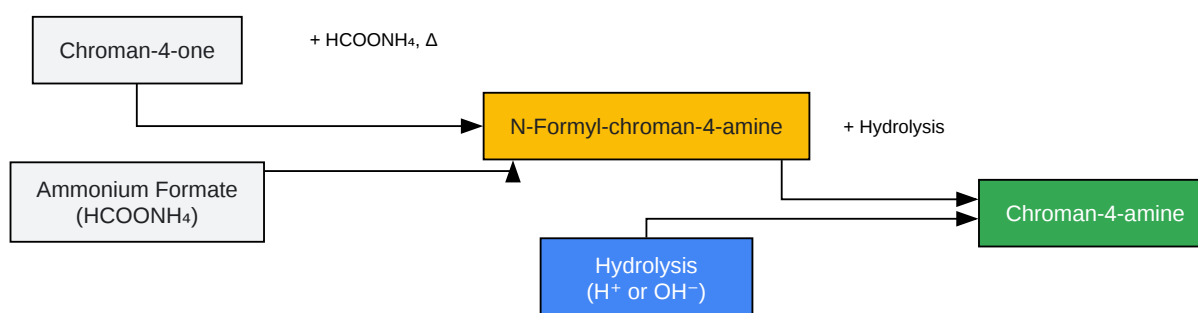 Chroman-4-one
+ HCOONH₄, Δ
N-Formyl-chroman-4-amine
+ Hydrolysis
Ammonium Formate
(HCOONH₄)
Chroman-4-amine
Hydrolysis
(H⁺ or OH⁻)